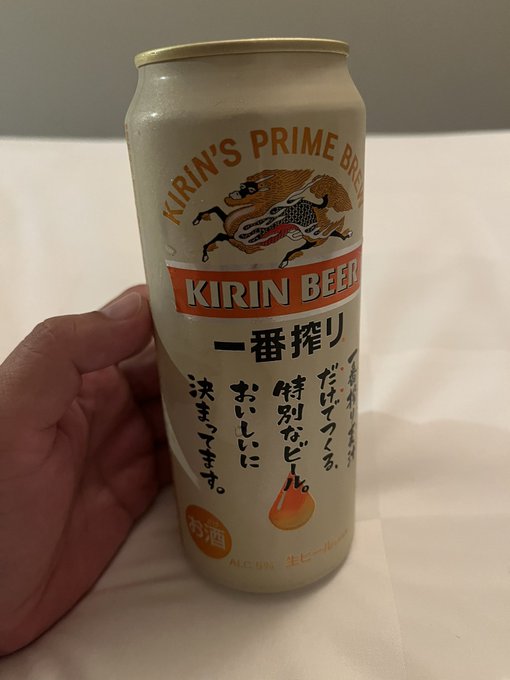 KIRIN'S PRIME BREW
KIRIN BEER
一番搾り
一番搾り麦汁
だけでつくる、
特別なビール。
おいしいに
決まってます。
お酒
ALC.5%
生ビール